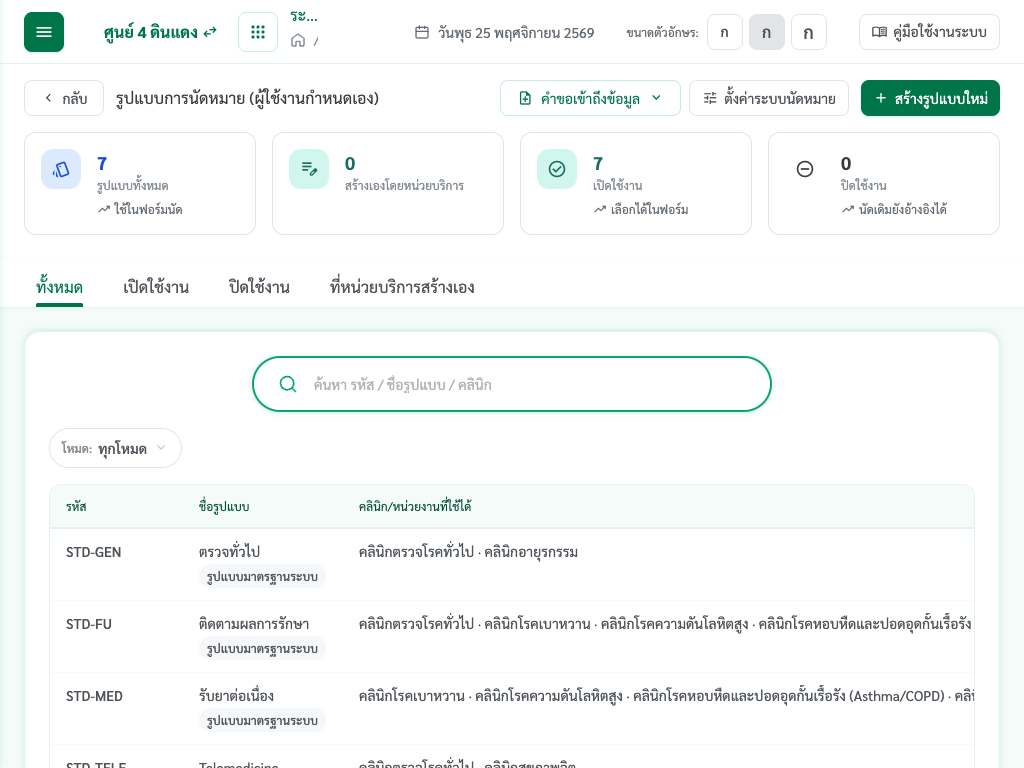 ศูนย์ 4 ดินแดง
ระ...
/
วันพุธ 25 พฤศจิกายน 2569
ขนาดตัวอักษร:
ก
ก
ก
คู่มือใช้งานระบบ
กลับ
รูปแบบการนัดหมาย (ผู้ใช้งานกำหนดเอง)
คำขอเข้าถึงข้อมูล
ตั้งค่าระบบนัดหมาย
+ สร้างรูปแบบใหม่
7
รูปแบบทั้งหมด
ใช้ในฟอร์มนัด
0
สร้างเองโดยหน่วยบริการ
7
เปิดใช้งาน
เลือกได้ในฟอร์ม
0
ปิดใช้งาน
นัดเดิมยังอ้างอิงได้
ทั้งหมด
เปิดใช้งาน
ปิดใช้งาน
ที่หน่วยบริการสร้างเอง
ค้นหา รหัส / ชื่อรูปแบบ / คลินิก
โหมด: ทุกโหมด
รหัส
ชื่อรูปแบบ
คลินิก/หน่วยงานที่ใช้ได้
STD-GEN
ตรวจทั่วไป
รูปแบบมาตรฐานระบบ
คลินิกตรวจโรคทั่วไป · คลินิกอายุรกรรม
STD-FU
ติดตามผลการรักษา
รูปแบบมาตรฐานระบบ
คลินิกตรวจโรคทั่วไป · คลินิกโรคเบาหวาน · คลินิกโรคความดันโลหิตสูง · คลินิกโรคหอบหืดและปอดอุดกั้นเรื้อรัง
STD-MED
รับยาต่อเนื่อง
รูปแบบมาตรฐานระบบ
คลินิกโรคเบาหวาน · คลินิกโรคความดันโลหิตสูง · คลินิกโรคหอบหืดและปอดอุดกั้นเรื้อรัง (Asthma/COPD) ·
STD-TELE
Telemedicine
คลินิกตรวจโรคทั่วไป · คลินิกสุขภาพจิต